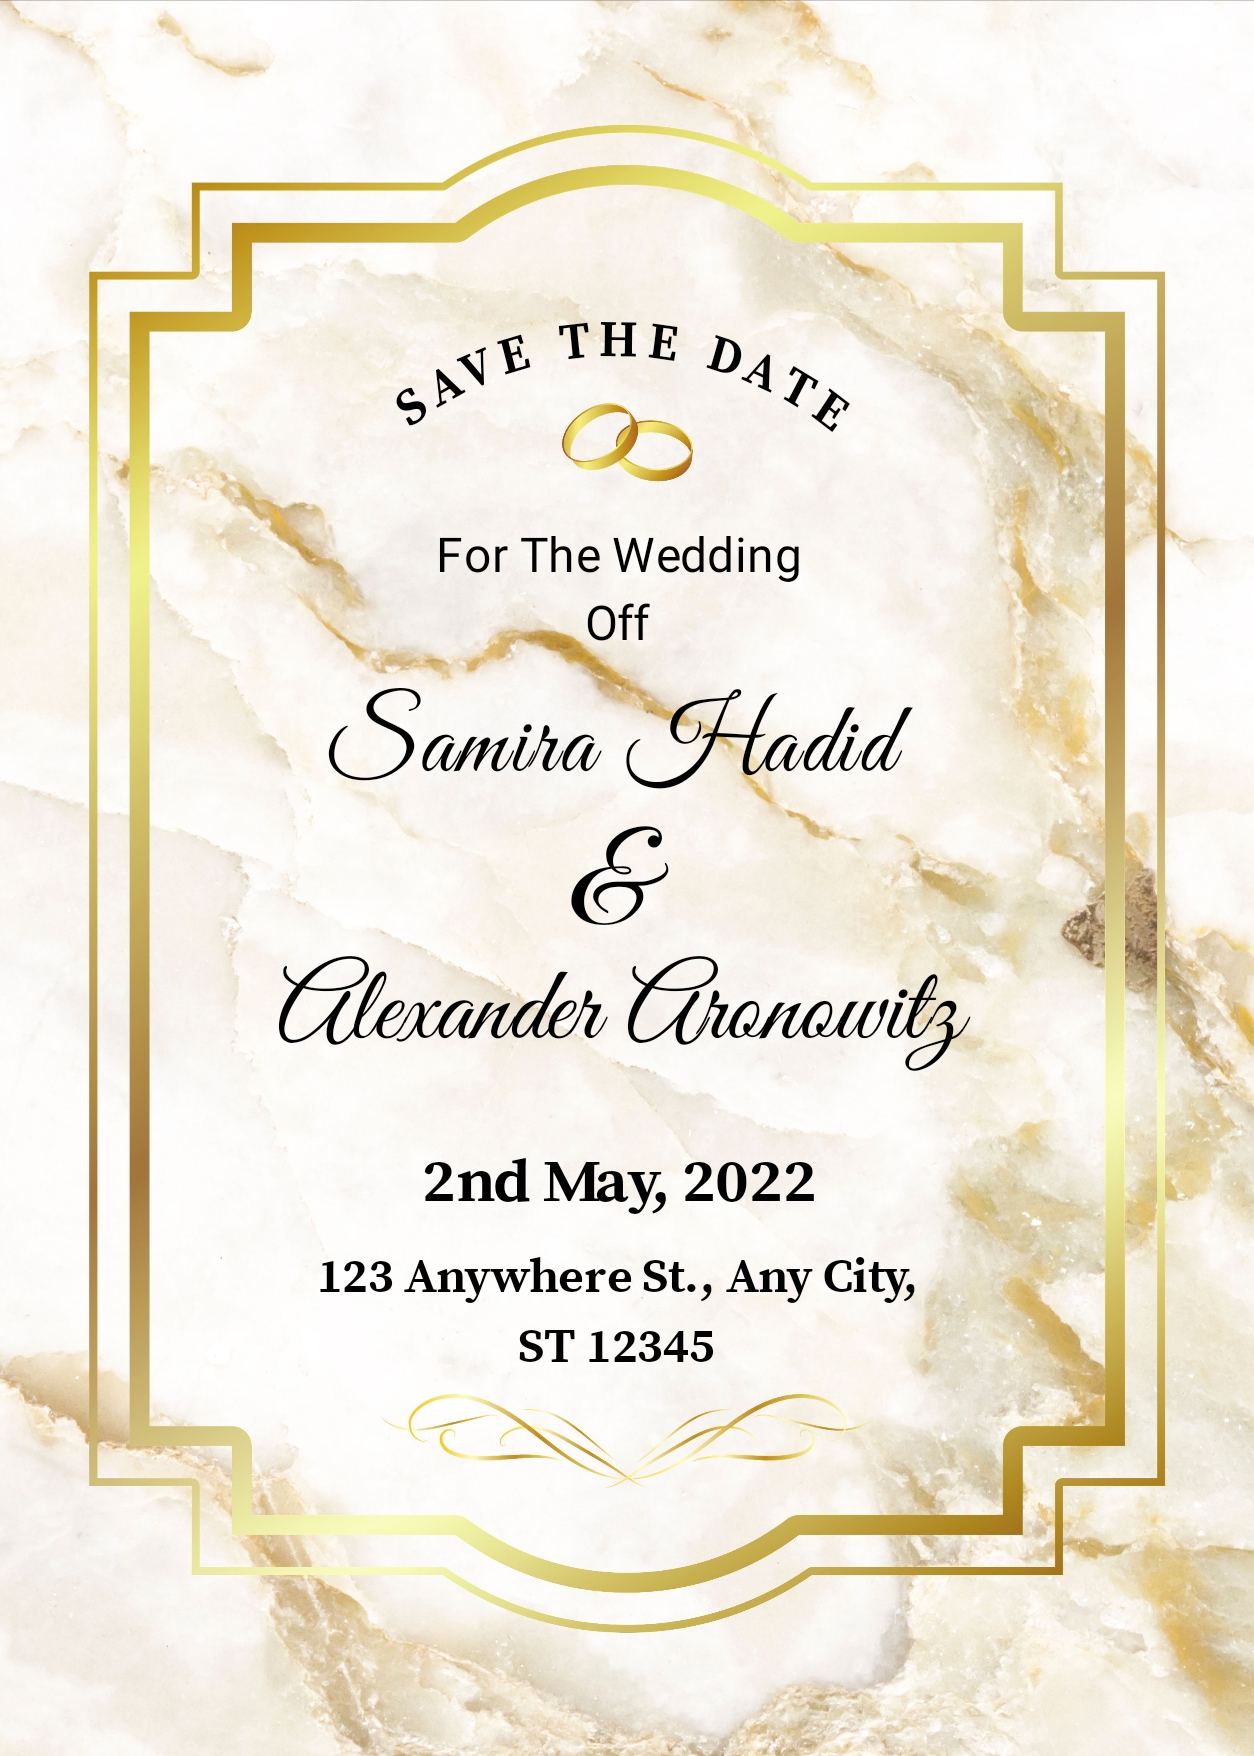 SAVE THE DATE
For The Wedding
Off
Samira Hadid
&
Alexander Aronowitz
2nd May, 2022
123 Anywhere St., Any City,
ST 12345